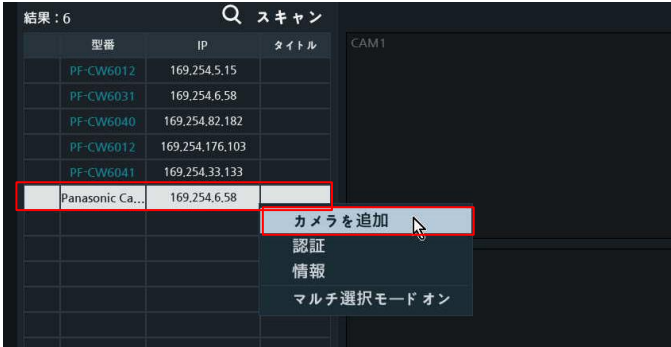 結果：6 スキャン
型番 IP タイトル
CAM1
PF-CW6012 169.254.5.15
PF-CW6031 169.254.6.58
PF-CW6040 169.254.82.182
PF-CW6012 169.254.176.103
PF-CW6041 169.254.33.133
Panasonic Ca... 169.254.6.58
カメラを追加
認証
情報
マルチ選択モード オン